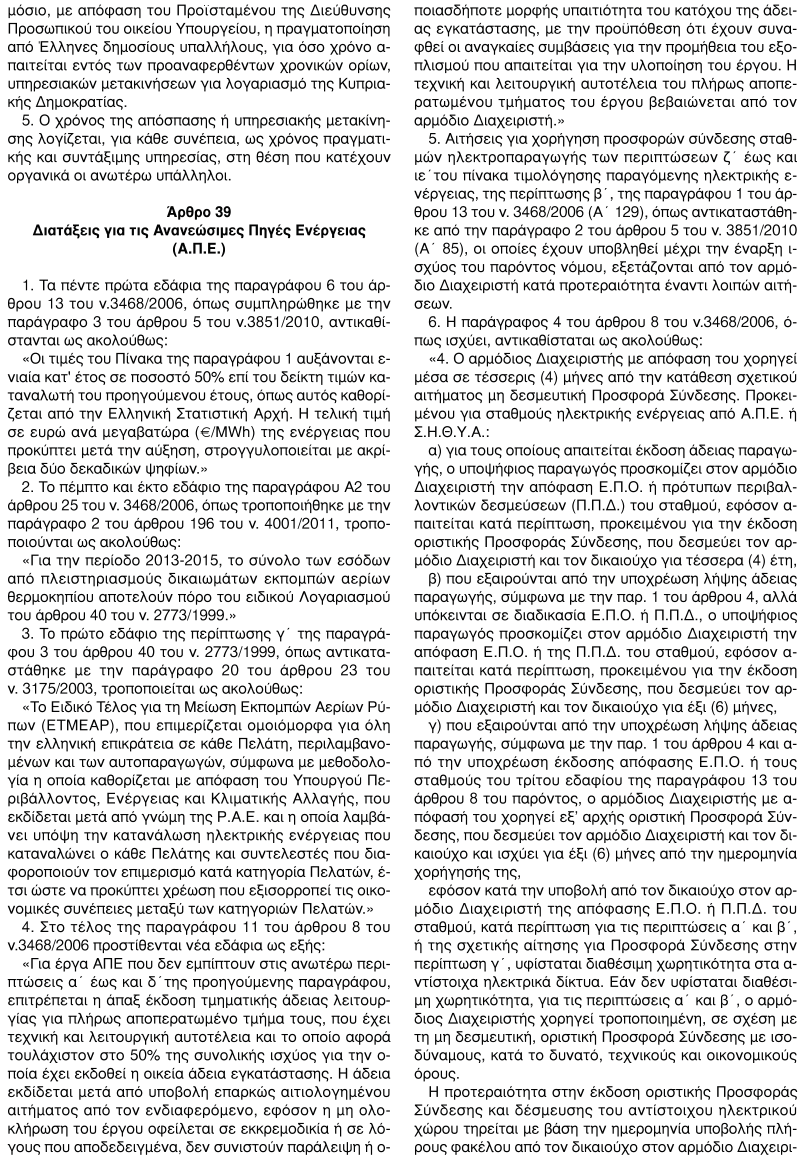 μόσιο, με απόφαση του Προϊσταμένου της Διεύθυνσης
Προσωπικού του οικείου Υπουργείου, η πραγματοποίηση
από Έλληνες δημοσίους υπαλλήλους, για όσο χρόνο α-
παιτείται εντός των προαναφερθέντων χρονικών ορίων,
υπηρεσιακών μετακινήσεων για λογαριασμό της Κυπρια-
κής Δημοκρατίας.
5. Ο χρόνος της απόσπασης ή υπηρεσιακής μετακίνη-
σης λογίζεται, για κάθε συνέπεια, ως χρόνος πραγματι-
κής και συντάξιμης υπηρεσίας, στη θέση που κατέχουν
οργανικά οι ανωτέρω υπάλληλοι.
Άρθρο 39
Διατάξεις για τις Ανανεώσιμες Πηγές Ενέργειας
(Α.Π.Ε.)
1. Τα πέντε πρώτα εδάφια της παραγράφου 6 του άρ-
θρου 13 του ν.3468/2006, όπως συμπληρώθηκε με την
παράγραφο 3 του άρθρου 5 του ν.3851/2010, αντικαθί-
στανται ως ακολούθως:
«Οι τιμές του Πίνακα της παραγράφου 1 αυξάνονται ε-
νιαία κατ' έτος σε ποσοστό 50% επί του δείκτη τιμών κα-
ταναλωτή του προηγούμενου έτους, όπως αυτός καθορί-
ζεται από την Ελληνική Στατιστική Αρχή. Η τελική τιμή
σε ευρώ ανά μεγαβατώρα (€/MWh) της ενέργειας που
προκύπτει μετά την αύξηση, στρογγυλοποιείται με ακρί-
βεια δύο δεκαδικών ψηφίων.»
2. Το πέμπτο και έκτο εδάφιο της παραγράφου Α2 του
άρθρου 25 του ν. 3468/2006, όπως τροποποιήθηκε με την
παράγραφο 2 του άρθρου 196 του ν. 4001/2011, τροπο-
ποιούνται ως ακολούθως:
«Για την περίοδο 2013-2015, το σύνολο των εσόδων
από πλειστηριασμούς δικαιωμάτων εκπομπών αερίων
θερμοκηπίου αποτελούν πόρο του ειδικού Λογαριασμού
του άρθρου 40 του ν. 2773/1999.»
3. Το πρώτο εδάφιο της περίπτωσης γ΄ της παραγρά-
φου 3 του άρθρου 40 του ν. 2773/1999, όπως αντικατα-
στάθηκε με την παράγραφο 20 του άρθρου 23 του
ν. 3175/2003, τροποποιείται ως ακολούθως:
«Το Ειδικό Τέλος για τη Μείωση Εκπομπών Αερίων Ρύ-
πων (ΕΤΜΕΑΡ), που επιμερίζεται ομοιόμορφα για όλη
την ελληνική επικράτεια σε κάθε Πελάτη, περιλαμβανο-
μένων και των αυτοπαραγωγών, σύμφωνα με μεθοδολο-
γία η οποία καθορίζεται με απόφαση του Υπουργού Πε-
ριβάλλοντος, Ενέργειας και Κλιματικής Αλλαγής, που
εκδίδεται μετά από γνώμη της Ρ.Α.Ε. και η οποία λαμβά-
νει υπόψη την κατανάλωση ηλεκτρικής ενέργειας που
καταναλώνει ο κάθε Πελάτης και συντελεστές που δια-
φοροποιούν τον επιμερισμό κατά κατηγορία Πελατών, έ-
τσι ώστε να προκύπτει χρέωση που εξισορροπεί τις οικο-
νομικές συνέπειες μεταξύ των κατηγοριών Πελατών.»
4. Στο τέλος της παραγράφου 11 του άρθρου 8 του
ν.3468/2006 προστίθενται νέα εδάφια ως εξής:
«Για έργα ΑΠΕ που δεν εμπίπτουν στις ανωτέρω περι-
πτώσεις α΄ έως και δ΄ της προηγούμενης παραγράφου,
επιτρέπεται η άπαξ έκδοση τμηματικής άδειας λειτουρ-
γίας για πλήρως αποπερατωμένο τμήμα τους, που έχει
τεχνική και λειτουργική αυτοτέλεια και το οποίο αφορά
τουλάχιστον στο 50% της συνολικής ισχύος για την ο-
ποία έχει εκδοθεί η οικεία άδεια εγκατάστασης. Η άδεια
εκδίδεται μετά από υποβολή επαρκώς αιτιολογημένου
αιτήματος από τον ενδιαφερόμενο, εφόσον η μη ολο-
κλήρωση του έργου οφείλεται σε εκκρεμοδικία ή σε λό-
γους που αποδεδειγμένα, δεν συνιστούν παράλειψη ή ο-
ποιασδήποτε μορφής υπαιτιότητα του κατόχου της άδει-
ας εγκατάστασης, με την προϋπόθεση ότι έχουν συνα-
φθεί οι αναγκαίες συμβάσεις για την προμήθεια του εξο-
πλισμού που απαιτείται για την υλοποίηση του έργου. Η
τεχνική και λειτουργική αυτοτέλεια του πλήρως αποπε-
ρατωμένου τμήματος του έργου βεβαιώνεται από τον
αρμόδιο Διαχειριστή.»
5. Αιτήσεις για χορήγηση προσφορών σύνδεσης σταθ-
μών ηλεκτροπαραγωγής των περιπτώσεων ζ΄ έως και
ιε΄του πίνακα τιμολόγησης παραγόμενης ηλεκτρικής ε-
νέργειας, της περίπτωσης β΄, της παραγράφου 1 του άρ-
θρου 13 του ν. 3468/2006 (Α΄ 129), όπως αντικαταστάθη-
κε από την παράγραφο 2 του άρθρου 5 του ν. 3851/2010
(Α΄ 85), οι οποίες έχουν υποβληθεί μέχρι την έναρξη ι-
σχύος του παρόντος νόμου, εξετάζονται από τον αρμό-
διο Διαχειριστή κατά προτεραιότητα έναντι λοιπών αιτή-
σεων.
6. Η παράγραφος 4 του άρθρου 8 του ν.3468/2006, ό-
πως ισχύει, αντικαθίσταται ως ακολούθως:
«4. Ο αρμόδιος Διαχειριστής με απόφαση του χορηγεί
μέσα σε τέσσερις (4) μήνες από την κατάθεση σχετικού
αιτήματος μη δεσμευτική Προσφορά Σύνδεσης. Προκει-
μένου για σταθμούς ηλεκτρικής ενέργειας από Α.Π.Ε. ή
Σ.Η.Θ.Υ.Α.:
α) για τους οποίους απαιτείται έκδοση άδειας παραγω-
γής, ο υποψήφιος παραγωγός προσκομίζει στον αρμόδιο
Διαχειριστή την απόφαση Ε.Π.Ο. ή πρότυπων περιβαλ-
λοντικών δεσμεύσεων (Π.Π.Δ.) του σταθμού, εφόσον α-
παιτείται κατά περίπτωση, προκειμένου για την έκδοση
οριστικής Προσφοράς Σύνδεσης, που δεσμεύει τον αρ-
μόδιο Διαχειριστή και τον δικαιούχο για τέσσερα (4) έτη,
β) που εξαιρούνται από την υποχρέωση λήψης άδειας
παραγωγής, σύμφωνα με την παρ. 1 του άρθρου 4, αλλά
υπόκεινται σε διαδικασία Ε.Π.Ο. ή Π.Π.Δ., ο υποψήφιος
παραγωγός προσκομίζει στον αρμόδιο Διαχειριστή την
απόφαση Ε.Π.Ο. ή της Π.Π.Δ. του σταθμού, εφόσον α-
παιτείται κατά περίπτωση, προκειμένου για την έκδοση
οριστικής Προσφοράς Σύνδεσης, που δεσμεύει τον αρ-
μόδιο Διαχειριστή και τον δικαιούχο για έξι (6) μήνες,
γ) που εξαιρούνται από την υποχρέωση λήψης άδειας
παραγωγής, σύμφωνα με την παρ. 1 του άρθρου 4 και α-
πό την υποχρέωση έκδοσης απόφασης Ε.Π.Ο. ή τους
σταθμούς του τρίτου εδαφίου της παραγράφου 13 του
άρθρου 8 του παρόντος, ο αρμόδιος Διαχειριστής με α-
πόφασή του χορηγεί εξ’ αρχής οριστική Προσφορά Σύν-
δεσης, που δεσμεύει τον αρμόδιο Διαχειριστή και τον δι-
καιούχο και ισχύει για έξι (6) μήνες από την ημερομηνία
χορήγησής της,
εφόσον κατά την υποβολή από τον δικαιούχο στον αρ-
μόδιο Διαχειριστή της απόφασης Ε.Π.Ο. ή Π.Π.Δ. του
σταθμού, κατά περίπτωση για τις περιπτώσεις α΄ και β΄,
ή της σχετικής αίτησης για Προσφορά Σύνδεσης στην
περίπτωση γ΄, υφίσταται διαθέσιμη χωρητικότητα στα α-
ντίστοιχα ηλεκτρικά δίκτυα. Εάν δεν υφίσταται διαθέσι-
μη χωρητικότητα, για τις περιπτώσεις α΄ και β΄, ο αρμό-
διος Διαχειριστής χορηγεί τροποποιημένη, σε σχέση με
τη μη δεσμευτική, οριστική Προσφορά Σύνδεσης με ισο-
δύναμους, κατά το δυνατό, τεχνικούς και οικονομικούς
όρους.
Η προτεραιότητα στην έκδοση οριστικής Προσφοράς
Σύνδεσης και δέσμευσης του αντίστοιχου ηλεκτρικού
χώρου τηρείται με βάση την ημερομηνία υποβολής πλή-
ρους φακέλου από τον δικαιούχο στον αρμόδιο Διαχειρι-